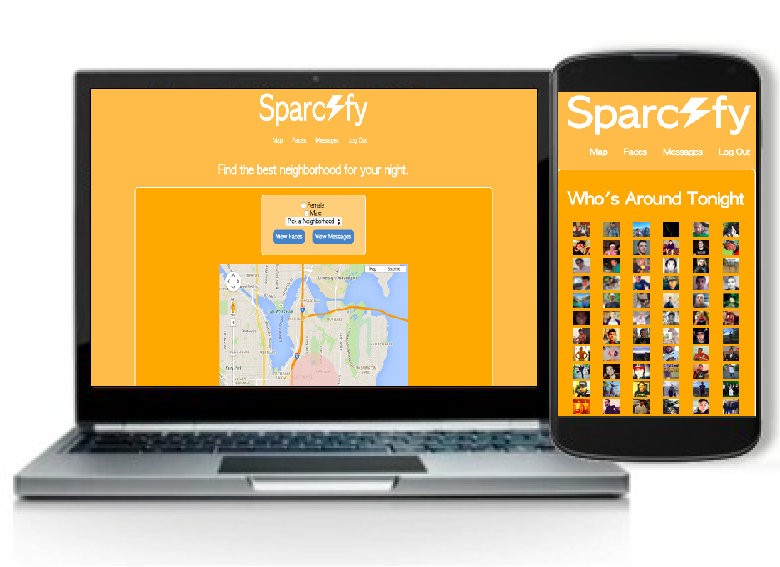 Sparc fy
Map Faces Messages Log Out
Find the best neighborhood for your night.
Female
Male
Pick a Neighborhood
View Faces View Messages
Map Satellite
Sparc fy
Map Faces Messages Log Out
Who's Around Tonight